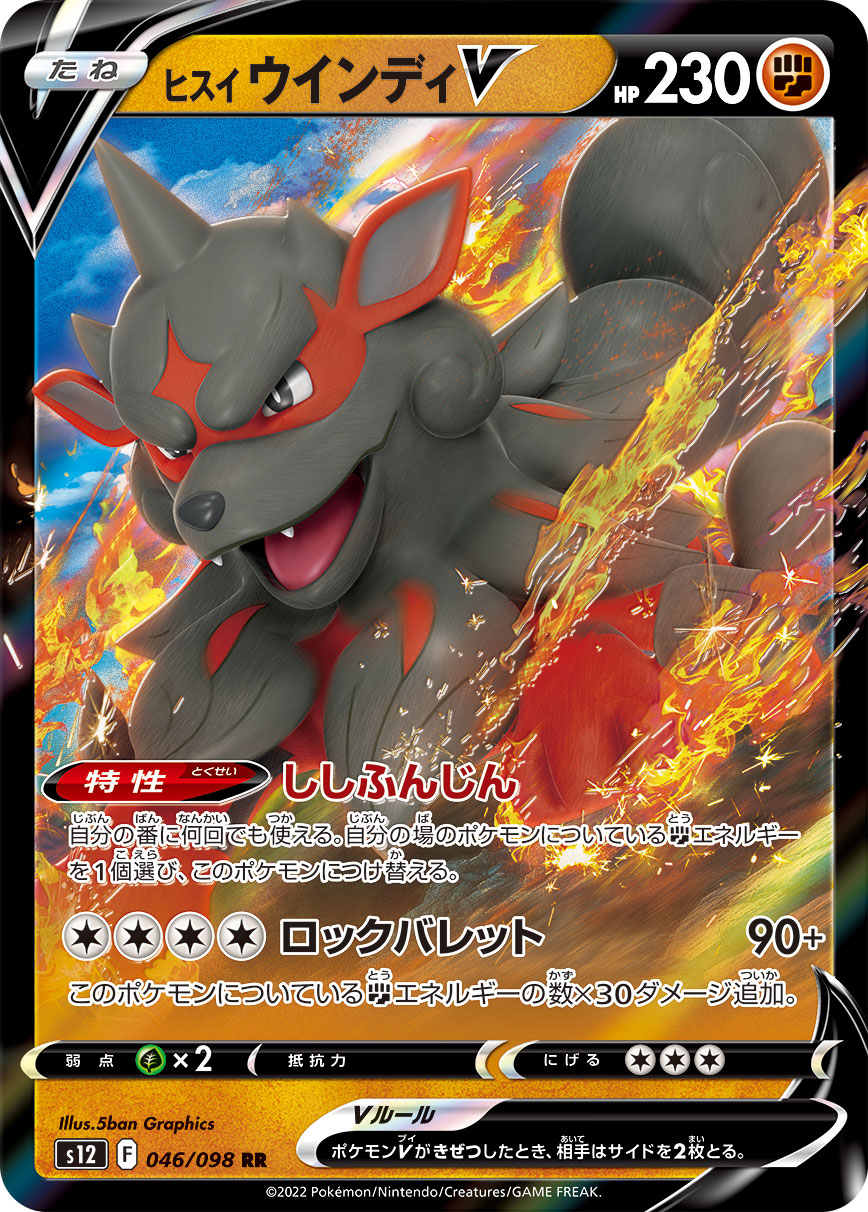 たね
ヒスイ ウインディV
HP 230
特性 とくせい ししふんじん
自分の番に何回でも使える。自分の場のポケモンについているエネルギー
を1個選び、このポケモンにつけ替える。
ロックバレット 90+
このポケモンについているエネルギーの数×30ダメージ追加。
弱点 ×2 抵抗力 にげる
Vルール
ポケモンVがきぜつしたとき、相手はサイドを2枚とる。
Illus.5ban Graphics
s12 F 046/098 RR
©2022 Pokémon/Nintendo/Creatures/GAME FREAK.